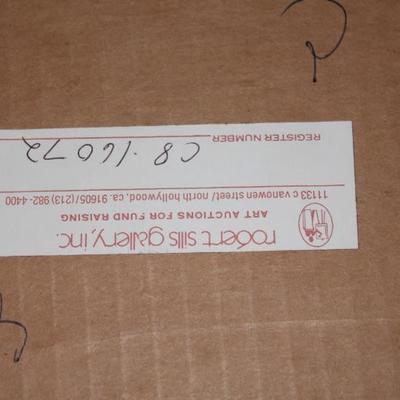 robert sills gallery, inc.
ART AUCTIONS FOR FUND RAISING
11133 c vanowen street/ north hollywood, ca. 91605/ (213) 982-4400
REGISTER NUMBER
C8-16072